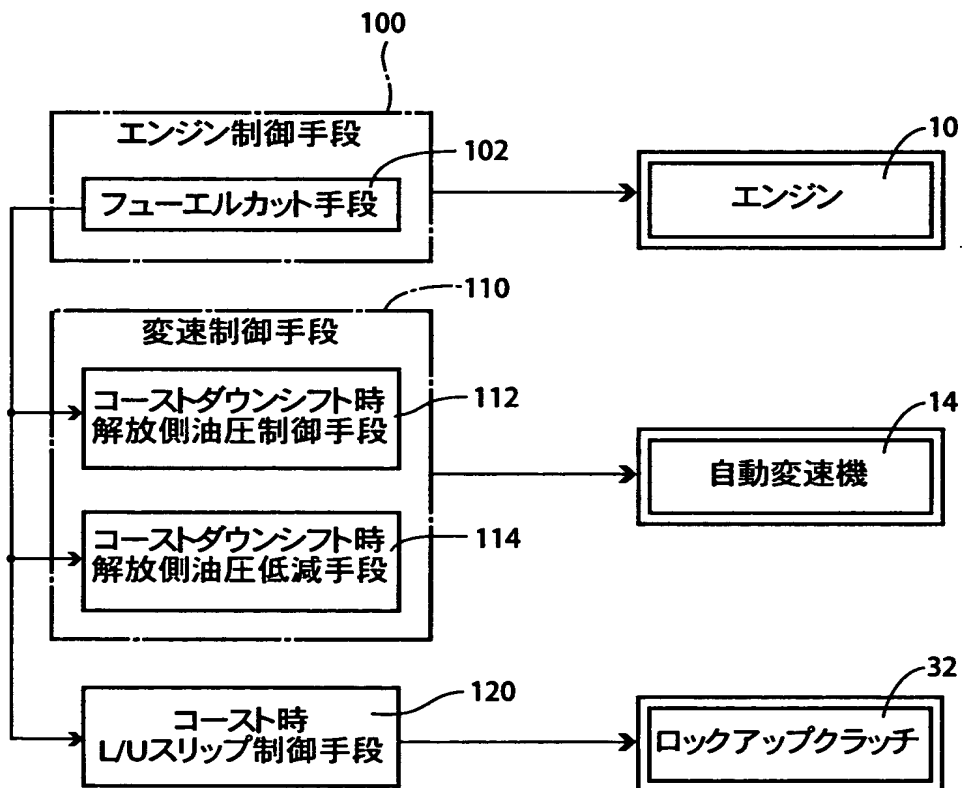 100
エンジン制御手段
102
フューエルカット手段
10
エンジン
110
変速制御手段
コーストダウンシフト時
解放側油圧制御手段
112
コーストダウンシフト時
解放側油圧低減手段
114
14
自動変速機
120
コースト時
L/Uスリップ制御手段
32
ロックアップクラッチ